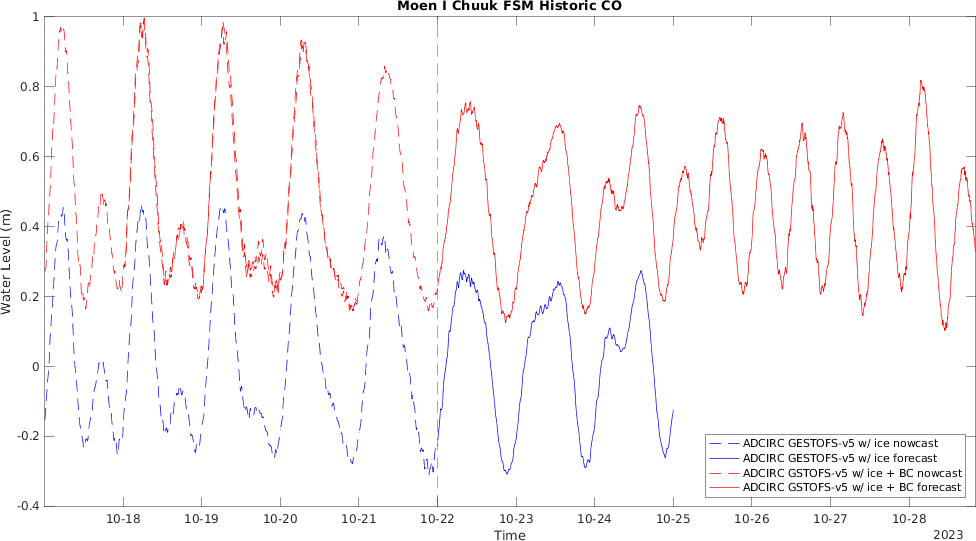 Moen I Chuuk FSM Historic CO
Water Level (m)
1
0.8
0.6
0.4
0.2
0
-0.2
-0.4
ADCIRC GESTOFS-v5 w/ ice nowcast
ADCIRC GESTOFS-v5 w/ ice forecast
ADCIRC GSTOFS-v5 w/ ice + BC nowcast
ADCIRC GSTOFS-v5 w/ ice + BC forecast
10-18 10-19 10-20 10-21 10-22 10-23 10-24 10-25 10-26 10-27 10-28
Time
2023